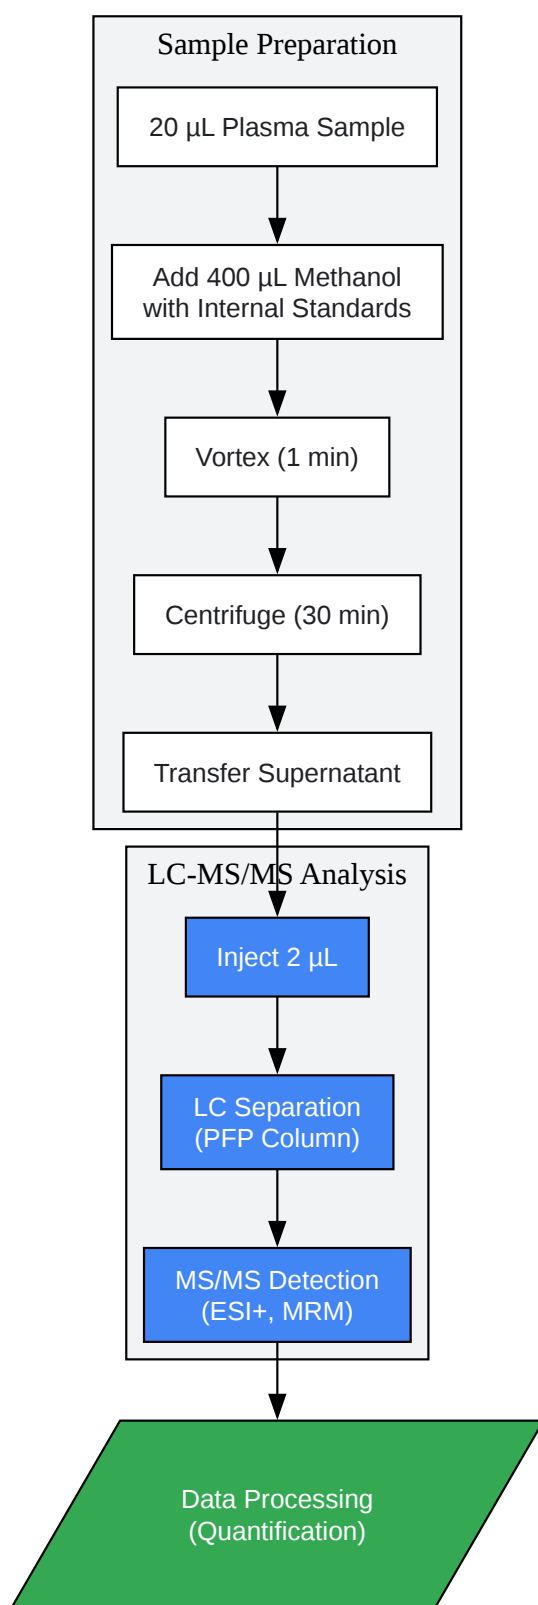 Sample Preparation
20 µL Plasma Sample
Add 400 µL Methanol
with Internal Standards
Vortex (1 min)
Centrifuge (30 min)
Transfer Supernatant
LC-MS/MS Analysis
Inject 2 µL
LC Separation
(PFP Column)
MS/MS Detection
(ESI+, MRM)
Data Processing
(Quantification)